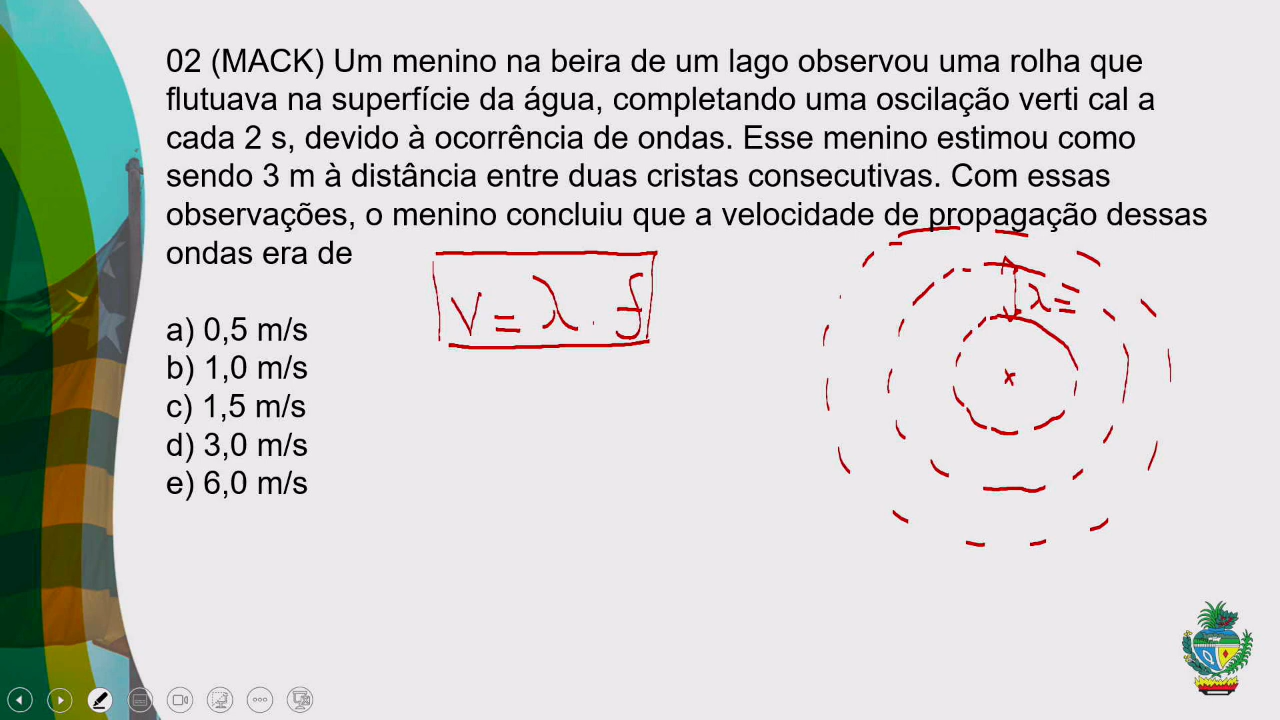 02 (MACK) Um menino na beira de um lago observou uma rolha que
flutuava na superfície da água, completando uma oscilação verti cal a
cada 2 s, devido à ocorrência de ondas. Esse menino estimou como
sendo 3 m à distância entre duas cristas consecutivas. Com essas
observações, o menino concluiu que a velocidade de propagação dessas
ondas era de
V = λ . f
λ =
a) 0,5 m/s
b) 1,0 m/s
c) 1,5 m/s
d) 3,0 m/s
e) 6,0 m/s